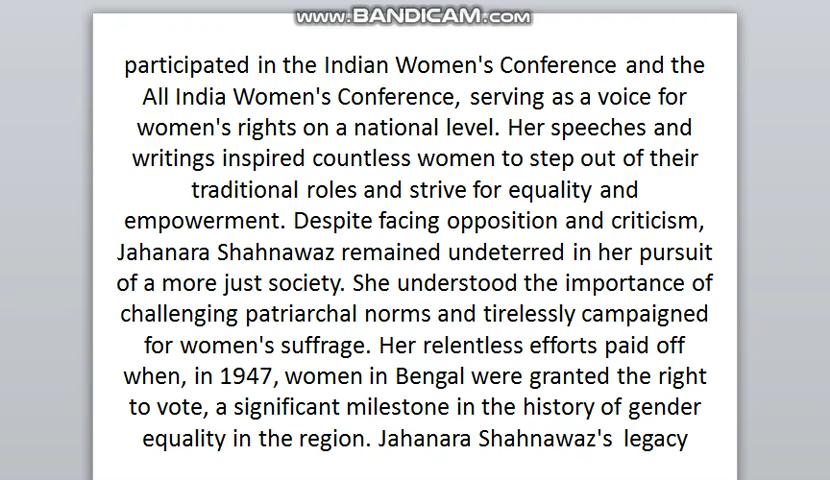 www.BANDICAM.com
participated in the Indian Women's Conference and the
All India Women's Conference, serving as a voice for
women's rights on a national level. Her speeches and
writings inspired countless women to step out of their
traditional roles and strive for equality and
empowerment. Despite facing opposition and criticism,
Jahanara Shahnawaz remained undeterred in her pursuit
of a more just society. She understood the importance of
challenging patriarchal norms and tirelessly campaigned
for women's suffrage. Her relentless efforts paid off
when, in 1947, women in Bengal were granted the right
to vote, a significant milestone in the history of gender
equality in the region. Jahanara Shahnawaz's legacy